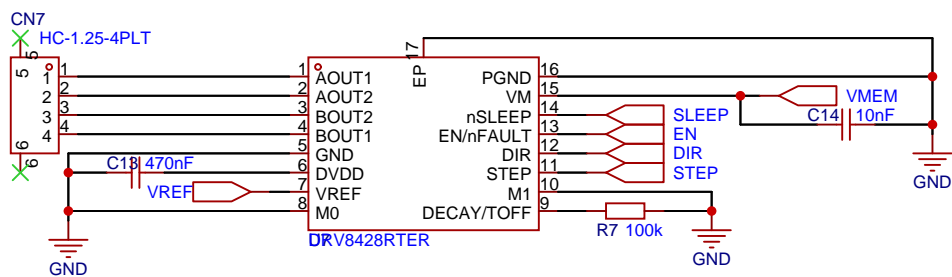 CN7
HC-1.25-4PLT
5
5
1
1
2
2
3
3
4
4
6
6
17
EP
1
AOUT1
2
AOUT2
3
BOUT2
4
BOUT1
5
GND
6
DVDD
7
VREF
8
M0
PGND
16
VM
15
nSLEEP
14
EN/nFAULT
13
DIR
12
STEP
11
M1
10
DECAY/TOFF
9
U7
DRV8428RTER
C13 470nF
VREF
GND
VMEM
C14 10nF
SLEEP
EN
DIR
STEP
GND
R7 100k
GND